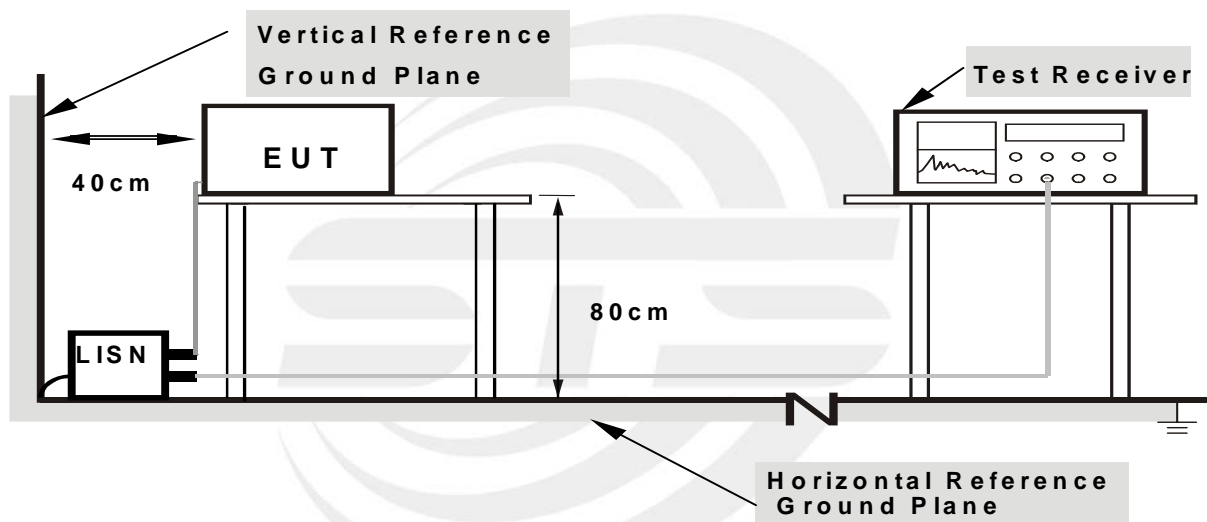 Vertical Reference
Ground Plane
Test Receiver
EUT
40cm
80cm
LISN
N
Horizontal Reference
Ground Plane